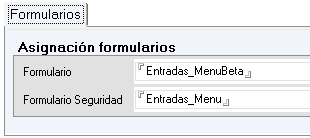 Formularios
Asignación formularios
Formulario Entradas_MenuBeta
Formulario Seguridad Entradas_Menu